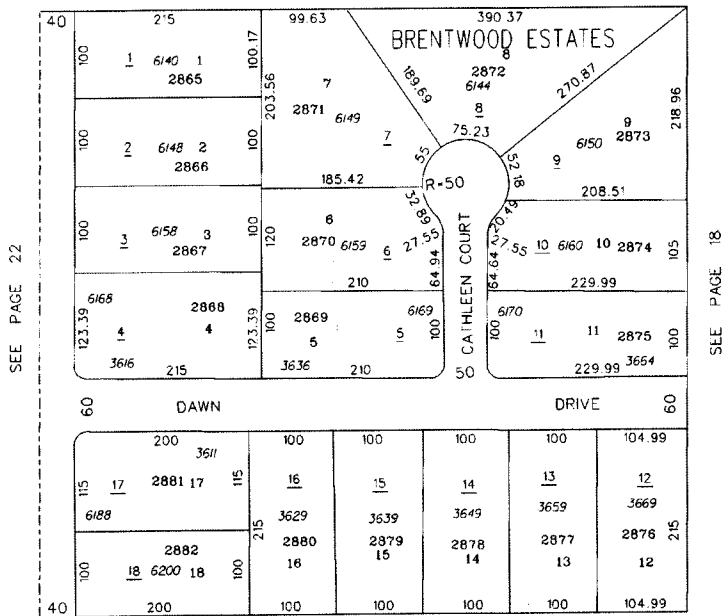 40 215 99.63 390.37
BRENTWOOD ESTATES
100 1 6140 1 100.17
2865
203.56
7
2871 6149
7
189.69
8
2872
6144
8
75.23
270.87
9
6150 2873
9
218.96
100 2 6148 2 100
2866
185.42
55
R=50
52.18
208.51
100 3 6158 3 100
2867
120
6
2870 6159
6
210
32.89
27.55
64.94
20.49
27.55
64.64
10 6160 10 2874
105
229.99
6168
2868
123.39 4 4 123.39
3616 215
100
2869
5
6169
5
100
3636 210
CATHLEEN COURT
50
6170
100 11 11 2875 100
229.99 3664
SEE PAGE 22
SEE PAGE 18
60 DAWN DRIVE 60
200 100 100 100 100 104.99
3611
115 17 2881 17 115
6188
16 15 14 13 12
3629 3639 3649 3659 3669
215 2880 2879 2878 2877 2876 215
16 15 14 13 12
2882
100 18 6200 18 100
40 200 100 100 100 100 104.99